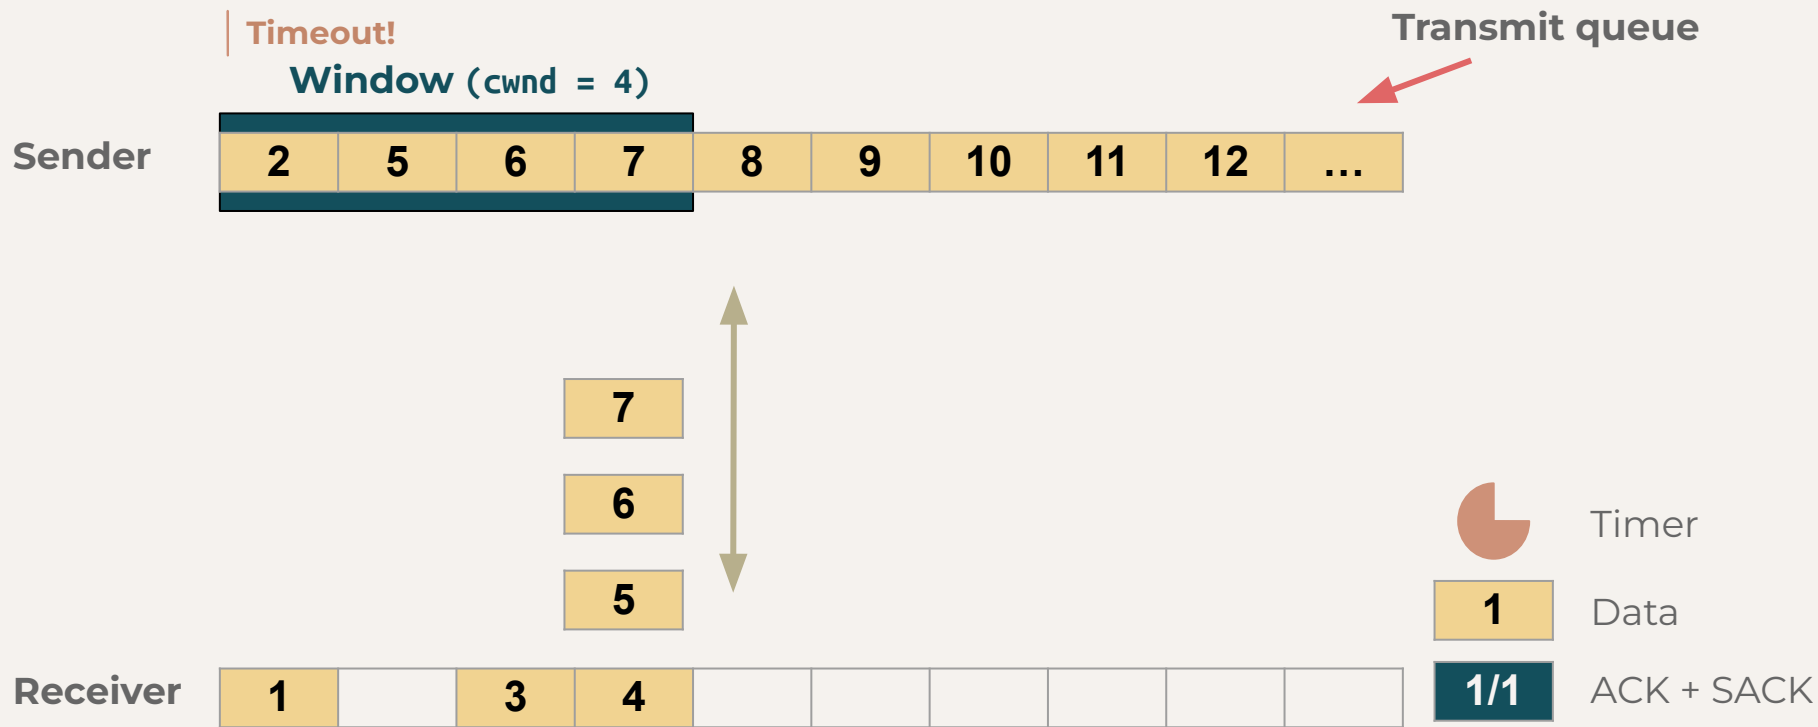 Timeout!
Transmit queue
Window (cwnd = 4)
Sender
2 5 6 7 8 9 10 11 12 ...
7
6
5
Timer
1 Data
Receiver
1 3 4
1/1 ACK + SACK